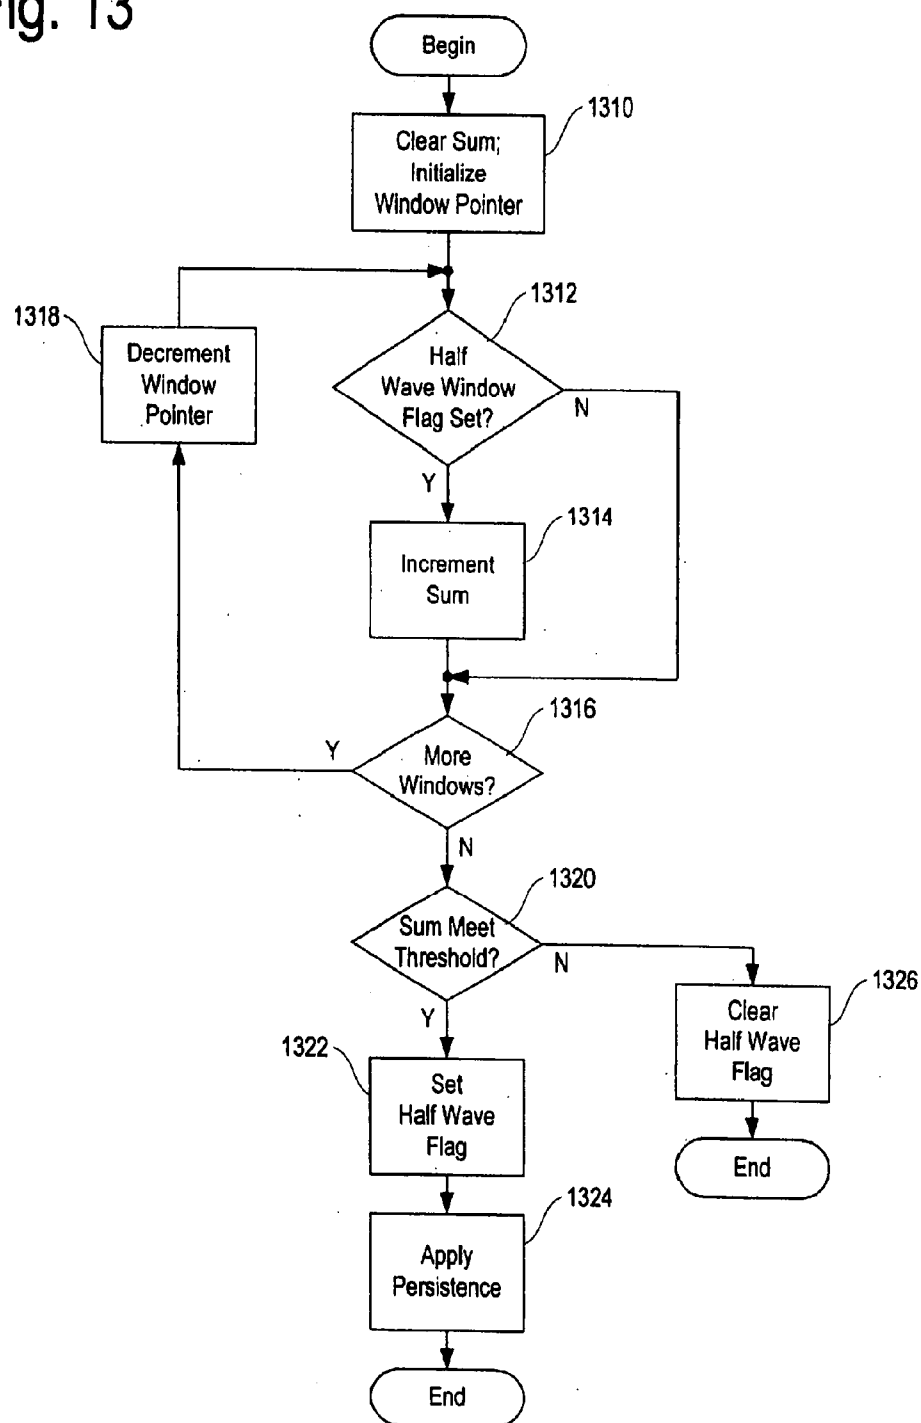 Fig. 13
Begin
1310
Clear Sum;
Initialize
Window Pointer
1312
1318
Decrement
Window
Pointer
Half
Wave Window
Flag Set?
N
Y
1314
Increment
Sum
1316
Y
More
Windows?
N
1320
Sum Meet
Threshold?
N
1326
Y
Clear
Half Wave
Flag
1322
Set
Half Wave
Flag
End
1324
Apply
Persistence
End